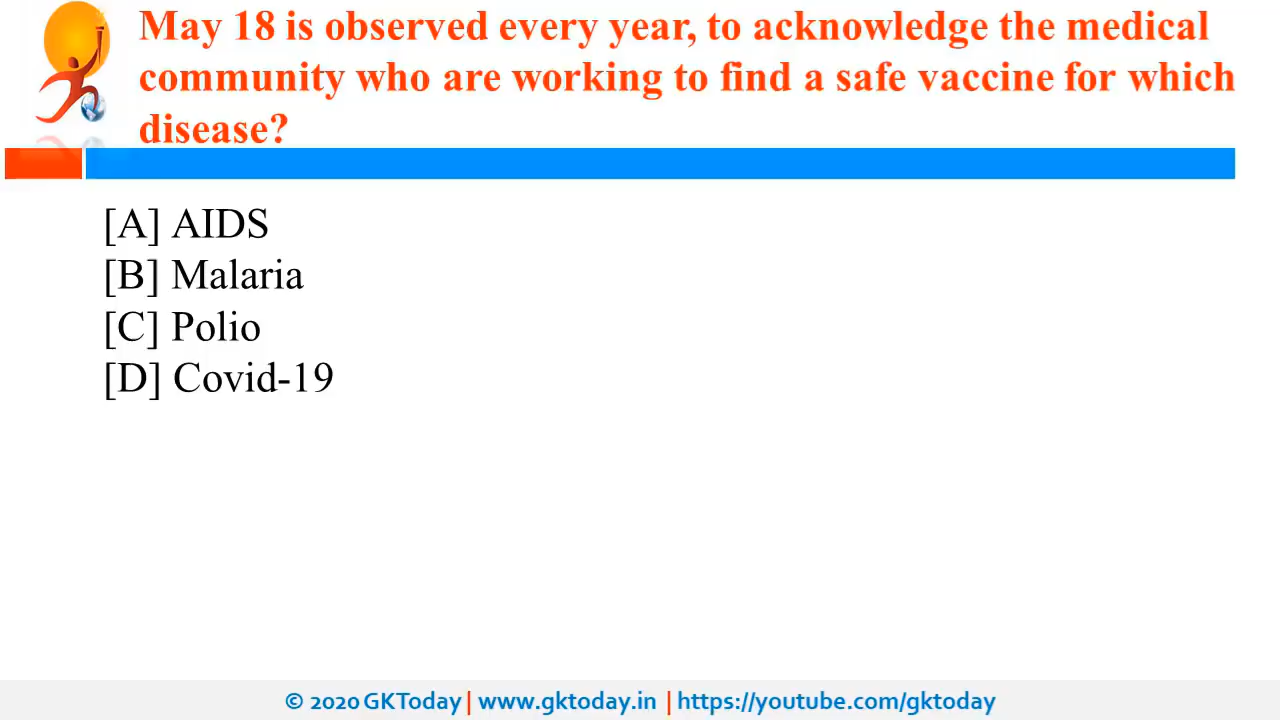 May 18 is observed every year, to acknowledge the medical
community who are working to find a safe vaccine for which
disease?
[A] AIDS
[B] Malaria
[C] Polio
[D] Covid-19
© 2020 GKToday | www.gktoday.in | https://youtube.com/gktoday